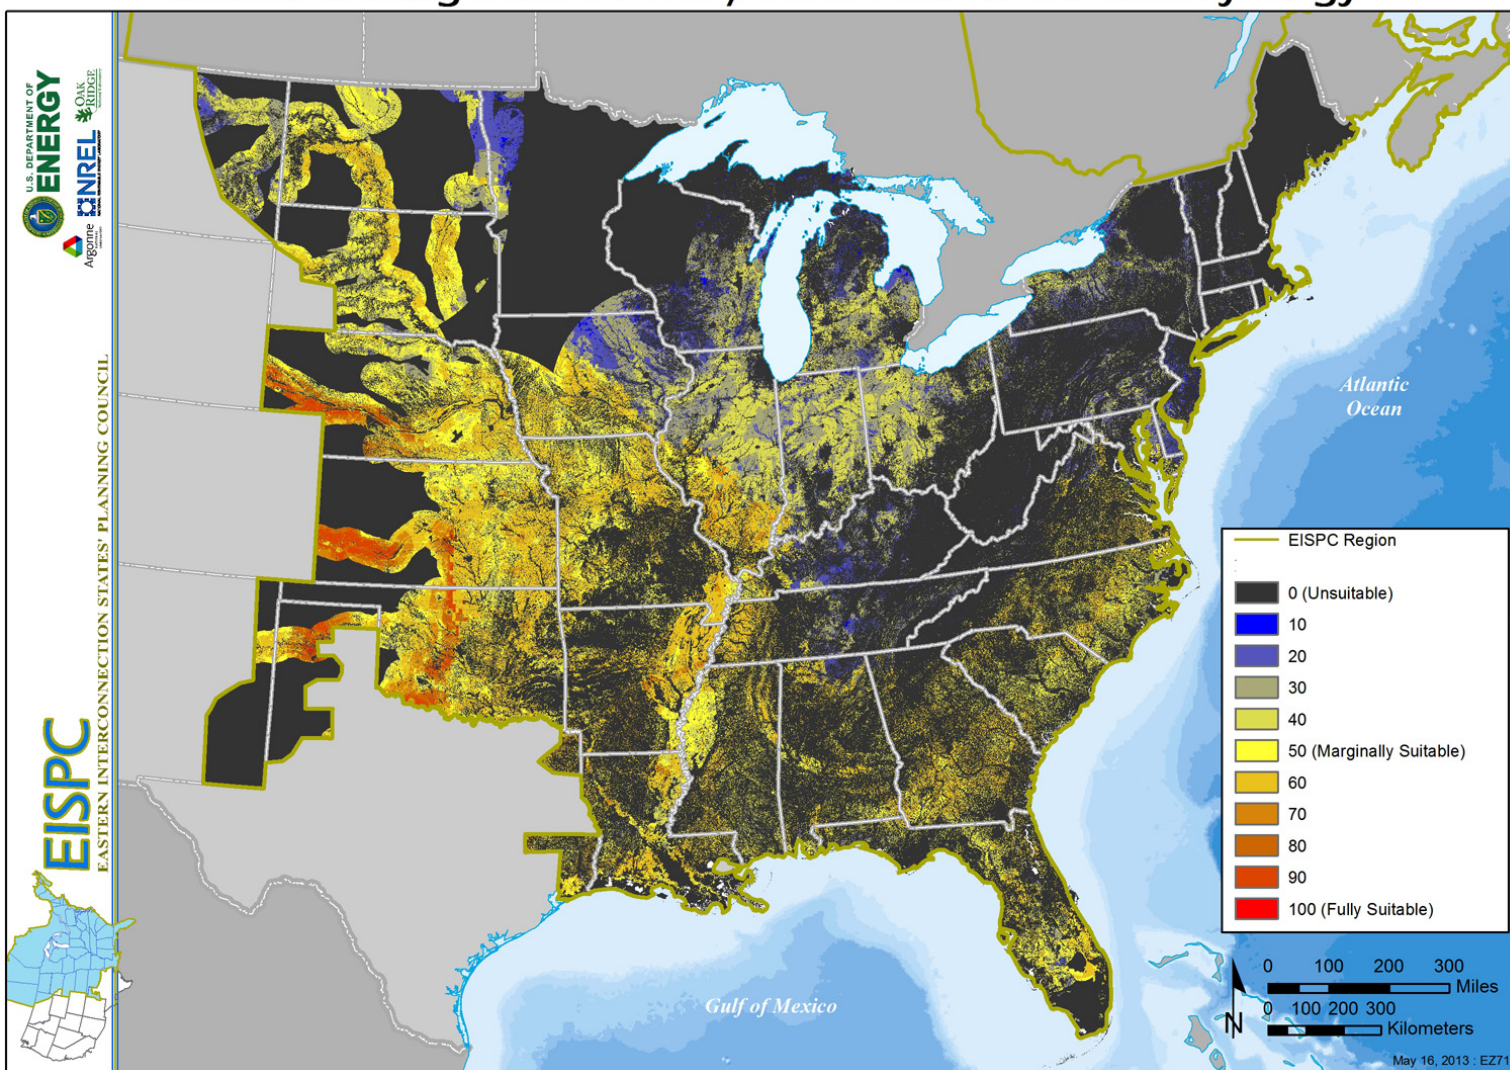 U.S. DEPARTMENT OF
ENERGY
OAK
RIDGE
NREL
Argonne
EISPC
EASTERN INTERCONNECTION STATES' PLANNING COUNCIL
Atlantic
Ocean
Gulf of Mexico
EISPC Region
0 (Unsuitable)
10
20
30
40
50 (Marginally Suitable)
60
70
80
90
100 (Fully Suitable)
0 100 200 300
Miles
0 100 200 300
Kilometers
N
May 16, 2013 : EZ71